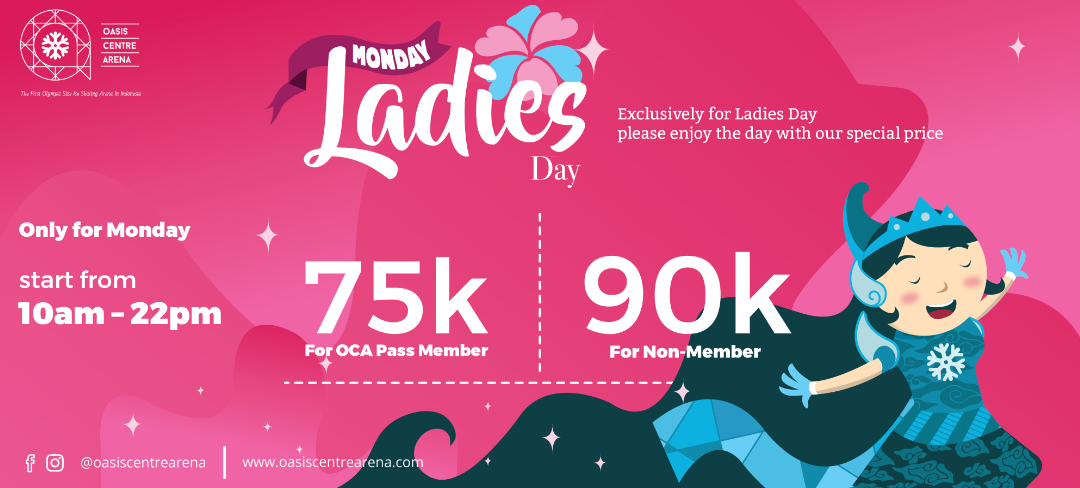 OASIS
CENTRE
ARENA
The First Olympic Size Ice Skating Arena in Indonesia
MONDAY
Ladies
Day
Exclusively for Ladies Day
please enjoy the day with our special price
Only for Monday
start from
10am – 22pm
75k
For OCA Pass Member
90k
For Non-Member
@oasiscentrearena
www.oasiscentrearena.com